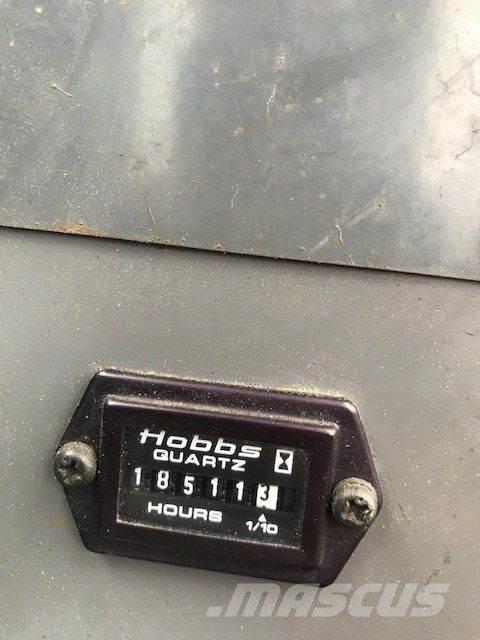 Hobbs
QUARTZ
185113
HOURS 1/10
MASCUS